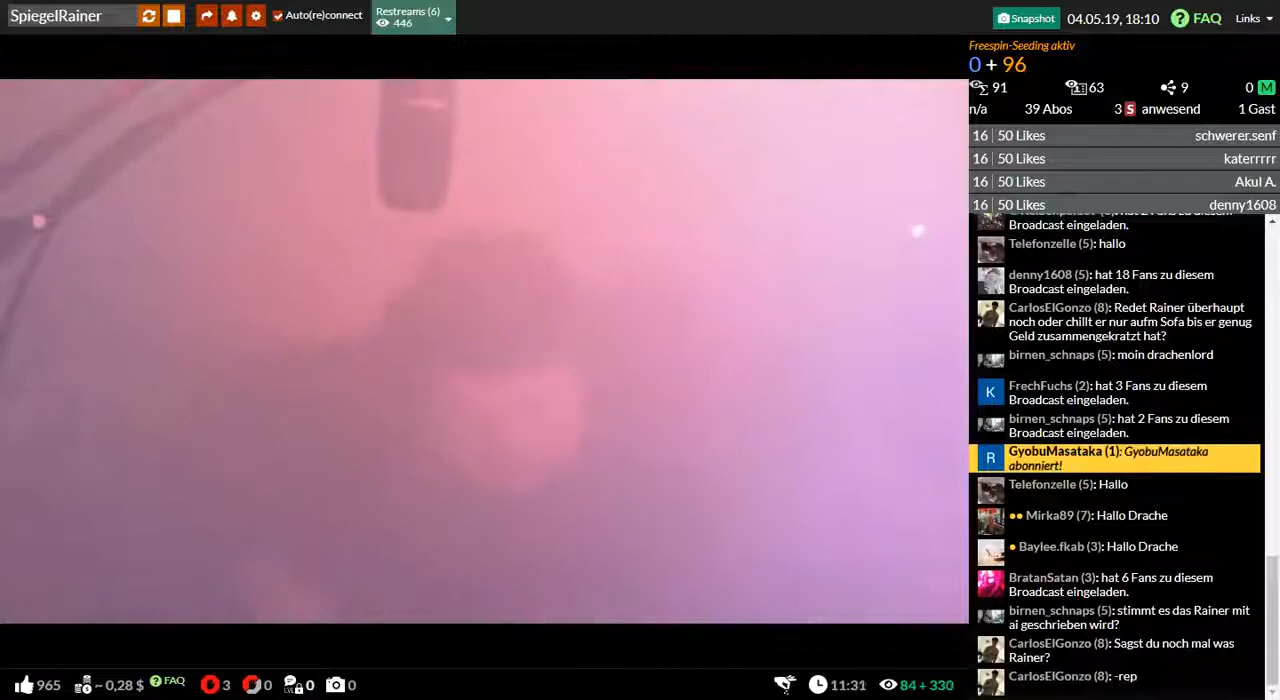 SpiegelRainer
Auto(re)connect
Restreams (6)
446
Snapshot
04.05.19, 18:10
FAQ
Links
Freespin-Seeding aktiv
0 + 96
91
63
9
0 M
n/a
39 Abos
3 S anwesend
1 Gast
16 | 50 Likes schwerer.senf
16 | 50 Likes katerrrrr
16 | 50 Likes Akul A.
16 | 50 Likes denny1608
Broadcast eingeladen.
Telefonzelle (5): hallo
denny1608 (5): hat 18 Fans zu diesem
Broadcast eingeladen.
CarlosElGonzo (8): Redet Rainer überhaupt
noch oder chillt er nur aufm Sofa bis er genug
Geld zusammengekratzt hat?
birnen_schnaps (5): moin drachenlord
K
FrechFuchs (2): hat 3 Fans zu diesem
Broadcast eingeladen.
birnen_schnaps (5): hat 2 Fans zu diesem
Broadcast eingeladen.
R
GyobuMasataka (1): GyobuMasataka
abonniert!
Telefonzelle (5): Hallo
Mirka89 (7): Hallo Drache
Baylee.fkab (3): Hallo Drache
BratanSatan (3): hat 6 Fans zu diesem
Broadcast eingeladen.
birnen_schnaps (5): stimmt es das Rainer mit
ai geschrieben wird?
CarlosElGonzo (8): Sagst du noch mal was
Rainer?
CarlosElGonzo (8): -rep
965
~ 0,28 $
FAQ
3
0
LVL
0
0
11:31
84 + 330